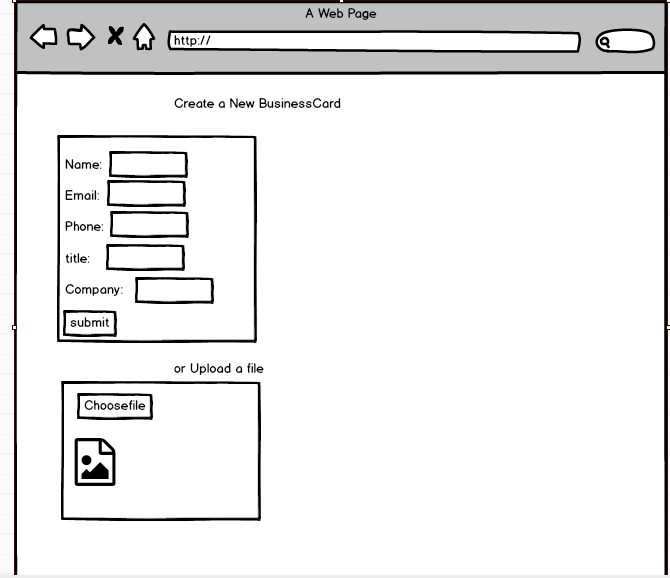 A Web Page
http://
Create a New BusinessCard
Name:
Email:
Phone:
title:
Company:
submit
or Upload a file
Choosefile